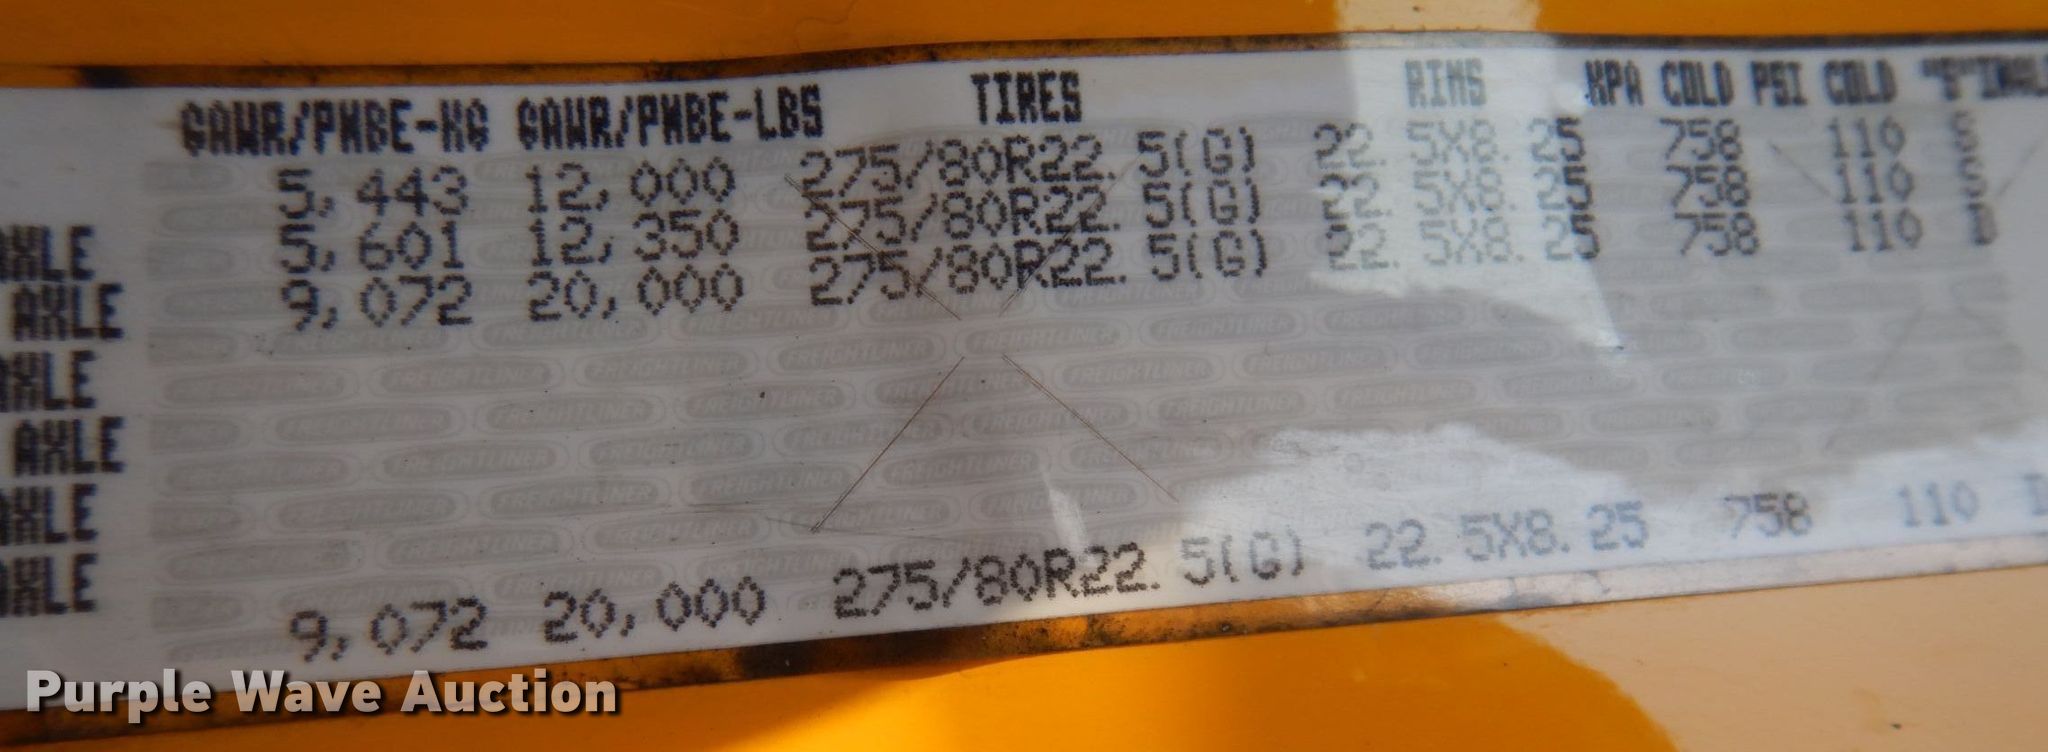 GAWR/PNBE-KG GAWR/PNBE-LBS TIRES RIMS KPA COLD PSI COLD
5,443 12,000 275/80R22.5(G) 22.5X8.25 758 110 S
AXLE 5,601 12,350 275/80R22.5(G) 22.5X8.25 758 110 S
AXLE 9,072 20,000 275/80R22.5(G) 22.5X8.25 758 110
AXLE
AXLE
AXLE
AXLE 9,072 20,000 275/80R22.5(G) 22.5X8.25 758 110
FREIGHTLINER
Purple Wave Auction